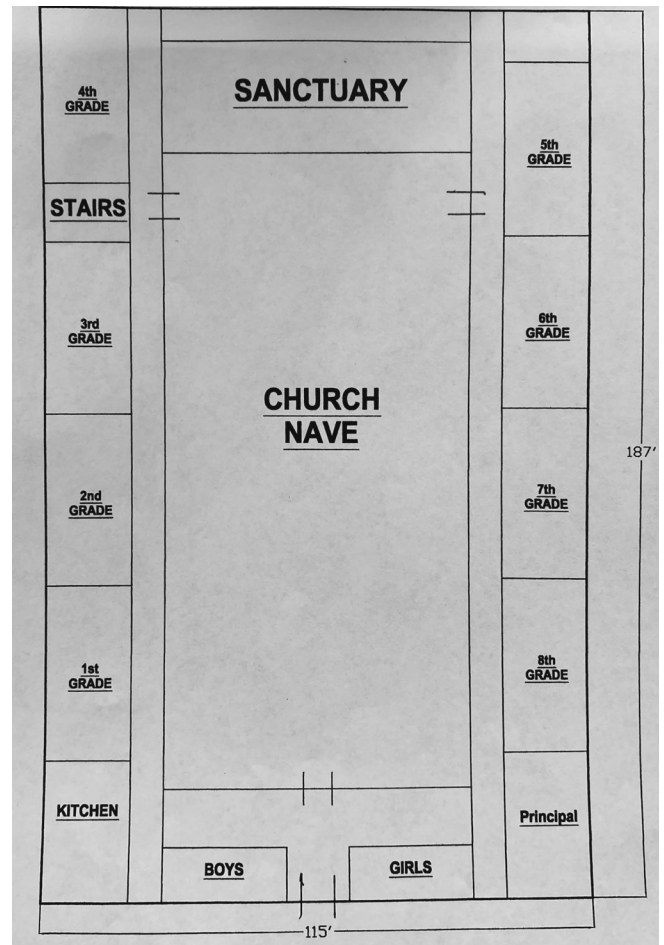 4th
GRADE
SANCTUARY
5th
GRADE
STAIRS
3rd
GRADE
6th
GRADE
CHURCH
NAVE
187'
2nd
GRADE
7th
GRADE
1st
GRADE
8th
GRADE
KITCHEN
Principal
BOYS
GIRLS
115'